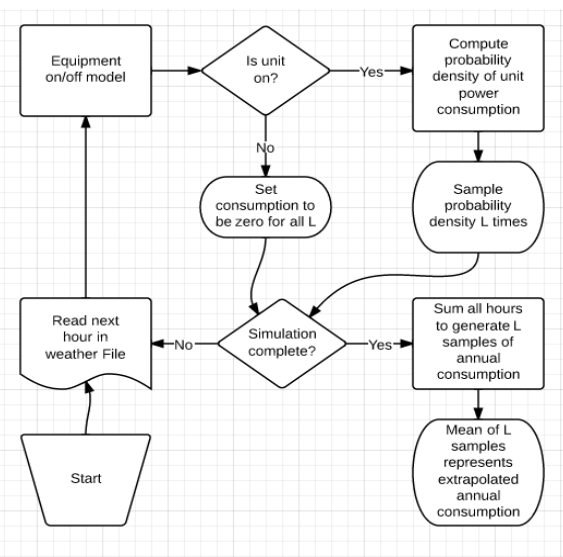 Equipment
on/off model
Is unit
on?
Yes
Compute
probability
density of unit
power
consumption
No
Set
consumption to
be zero for all L
Sample
probability
density L times
Read next
hour in
weather File
No
Simulation
complete?
Yes
Sum all hours
to generate L
samples of
annual
consumption
Start
Mean of L
samples
represents
extrapolated
annual
consumption